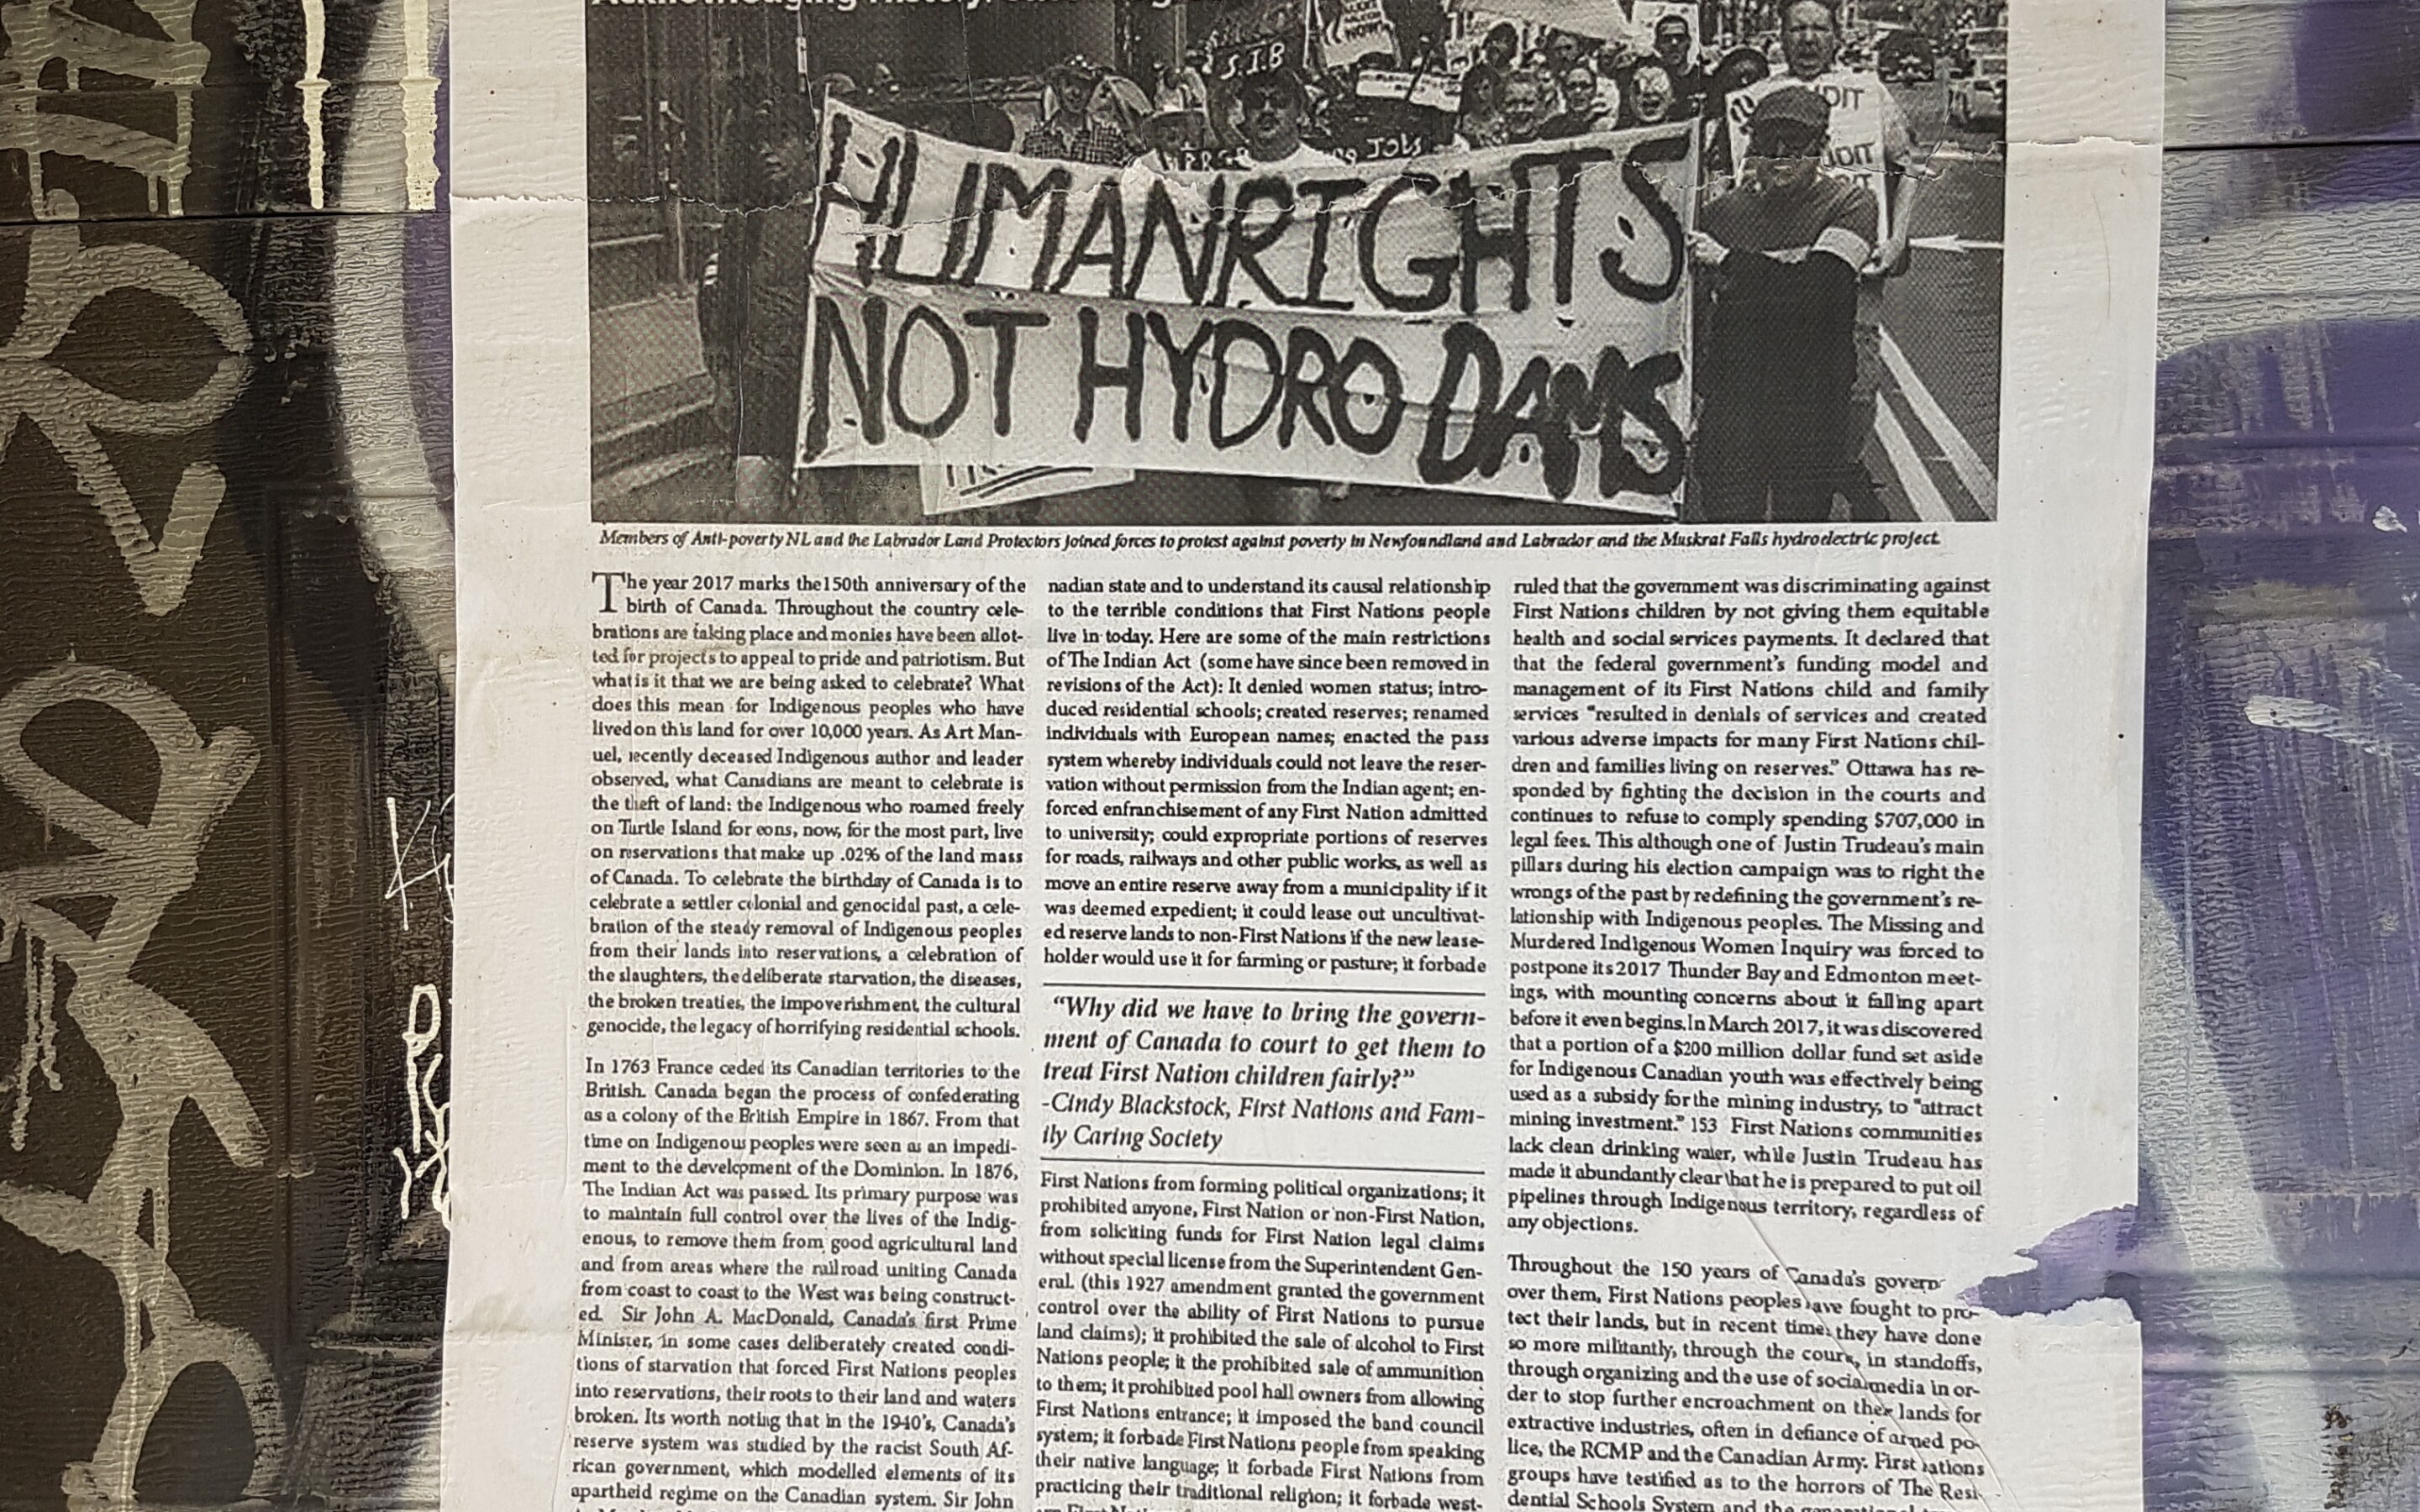 S.I.B
NOW!
JOBS
HUMANRIGHTS
NOT HYDRO DAMS
Members of Anti-poverty NL and the Labrador Land Protectors joined forces to protest against poverty in Newfoundland and Labrador and the Muskrat Falls hydroelectric project.
The year 2017 marks the 150th anniversary of the
birth of Canada. Throughout the country cele-
brations are taking place and monies have been allot-
ted for projects to appeal to pride and patriotism. But
what is it that we are being asked to celebrate? What
does this mean for Indigenous peoples who have
lived on this land for over 10,000 years. As Art Man-
uel, recently deceased Indigenous author and leader
observed, what Canadians are meant to celebrate is
the theft of land: the Indigenous who roamed freely
on Turtle Island for eons, now, for the most part, live
on reservations that make up .02% of the land mass
of Canada. To celebrate the birthday of Canada is to
celebrate a settler colonial and genocidal past, a cele-
bration of the steady removal of Indigenous peoples
from their lands into reservations, a celebration of
the slaughters, the deliberate starvation, the diseases,
the broken treaties, the impoverishment, the cultural
genocide, the legacy of horrifying residential schools.
In 1763 France ceded its Canadian territories to the
British. Canada began the process of confederating
as a colony of the British Empire in 1867. From that
time on Indigenous peoples were seen as an impedi-
ment to the development of the Dominion. In 1876,
The Indian Act was passed. Its primary purpose was
to maintain full control over the lives of the Indig-
enous, to remove them from good agricultural land
and from areas where the railroad uniting Canada
from coast to coast to the West was being construct-
ed. Sir John A. MacDonald, Canada's first Prime
Minister, in some cases deliberately created condi-
tions of starvation that forced First Nations peoples
into reservations, their roots to their land and waters
broken. Its worth noting that in the 1940's, Canada's
reserve system was studied by the racist South Af-
rican government, which modelled elements of its
apartheid regime on the Canadian system. Sir John
nadian state and to understand its causal relationship
to the terrible conditions that First Nations people
live in today. Here are some of the main restrictions
of The Indian Act (some have since been removed in
revisions of the Act): It denied women status; intro-
duced residential schools; created reserves; renamed
individuals with European names; enacted the pass
system whereby individuals could not leave the reser-
vation without permission from the Indian agent; en-
forced enfranchisement of any First Nation admitted
to university; could expropriate portions of reserves
for roads, railways and other public works, as well as
move an entire reserve away from a municipality if it
was deemed expedient; it could lease out uncultivat-
ed reserve lands to non-First Nations if the new lease-
holder would use it for farming or pasture; it forbade
"Why did we have to bring the govern-
ment of Canada to court to get them to
treat First Nation children fairly?"
-Cindy Blackstock, First Nations and Fam-
ily Caring Society
First Nations from forming political organizations; it
prohibited anyone, First Nation or non-First Nation,
from soliciting funds for First Nation legal claims
without special license from the Superintendent Gen-
eral. (this 1927 amendment granted the government
control over the ability of First Nations to pursue
land claims); it prohibited the sale of alcohol to First
Nations people; it the prohibited sale of ammunition
to them; it prohibited pool hall owners from allowing
First Nations entrance; it imposed the band council
system; it forbade First Nations people from speaking
their native language; it forbade First Nations from
practicing their traditional religion; it forbade west-
ruled that the government was discriminating against
First Nations children by not giving them equitable
health and social services payments. It declared that
that the federal government's funding model and
management of its First Nations child and family
services "resulted in denials of services and created
various adverse impacts for many First Nations chil-
dren and families living on reserves." Ottawa has re-
sponded by fighting the decision in the courts and
continues to refuse to comply spending $707,000 in
legal fees. This although one of Justin Trudeau's main
pillars during his election campaign was to right the
wrongs of the past by redefining the government's re-
lationship with Indigenous peoples. The Missing and
Murdered Indigenous Women Inquiry was forced to
postpone its 2017 Thunder Bay and Edmonton meet-
ings, with mounting concerns about it falling apart
before it even begins. In March 2017, it was discovered
that a portion of a $200 million dollar fund set aside
for Indigenous Canadian youth was effectively being
used as a subsidy for the mining industry, to "attract
mining investment." 153 First Nations communities
lack clean drinking water, while Justin Trudeau has
made it abundantly clear that he is prepared to put oil
pipelines through Indigenous territory, regardless of
any objections.
Throughout the 150 years of Canada's govern
over them, First Nations peoples have fought to pro-
tect their lands, but in recent times they have done
so more militantly, through the courts, in standoffs,
through organizing and the use of social media in or-
der to stop further encroachment on their lands for
extractive industries, often in defiance of armed po-
lice, the RCMP and the Canadian Army. First Nations
groups have testified as to the horrors of The Resi-
dential Schools System and the